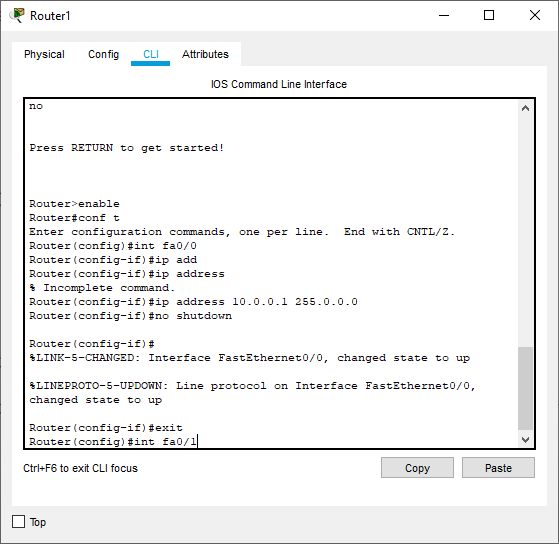 Router1
Physical Config CLI Attributes
IOS Command Line Interface
no
Press RETURN to get started!
Router>enable
Router#conf t
Enter configuration commands, one per line.  End with CNTL/Z.
Router(config)#int fa0/0
Router(config-if)#ip add
Router(config-if)#ip address
% Incomplete command.
Router(config-if)#ip address 10.0.0.1 255.0.0.0
Router(config-if)#no shutdown
Router(config-if)#
%LINK-5-CHANGED: Interface FastEthernet0/0, changed state to up
%LINEPROTO-5-UPDOWN: Line protocol on Interface FastEthernet0/0,
changed state to up
Router(config-if)#exit
Router(config)#int fa0/1
Ctrl+F6 to exit CLI focus Copy Paste
Top